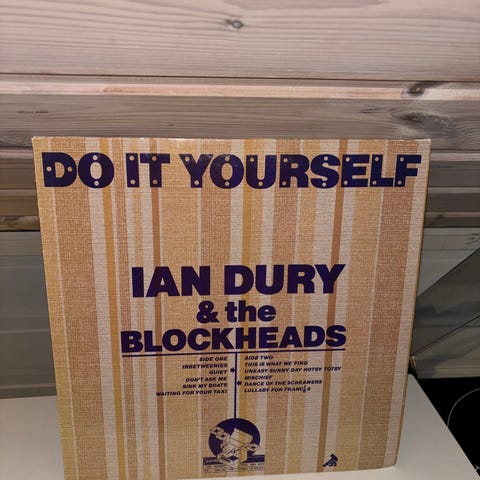 DO IT YOURSELF
IAN DURY
& the
BLOCKHEADS
SIDE ONE
INBETWEENIES
QUIET
DON'T ASK ME
SINK MY BOATS
WAITING FOR YOUR TAXI
SIDE TWO
THIS IS WHAT WE FIND
UNEASY SUNNY DAY HOTSY TOTSY
MISCHIEF
DANCE OF THE SCREAMERS
LULLABY FOR FRANC/S